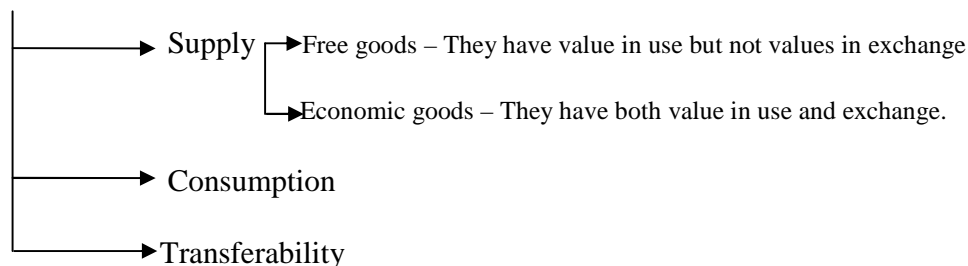 Supply
Free goods – They have value in use but not values in exchange
Economic goods – They have both value in use and exchange.
Consumption
Transferability